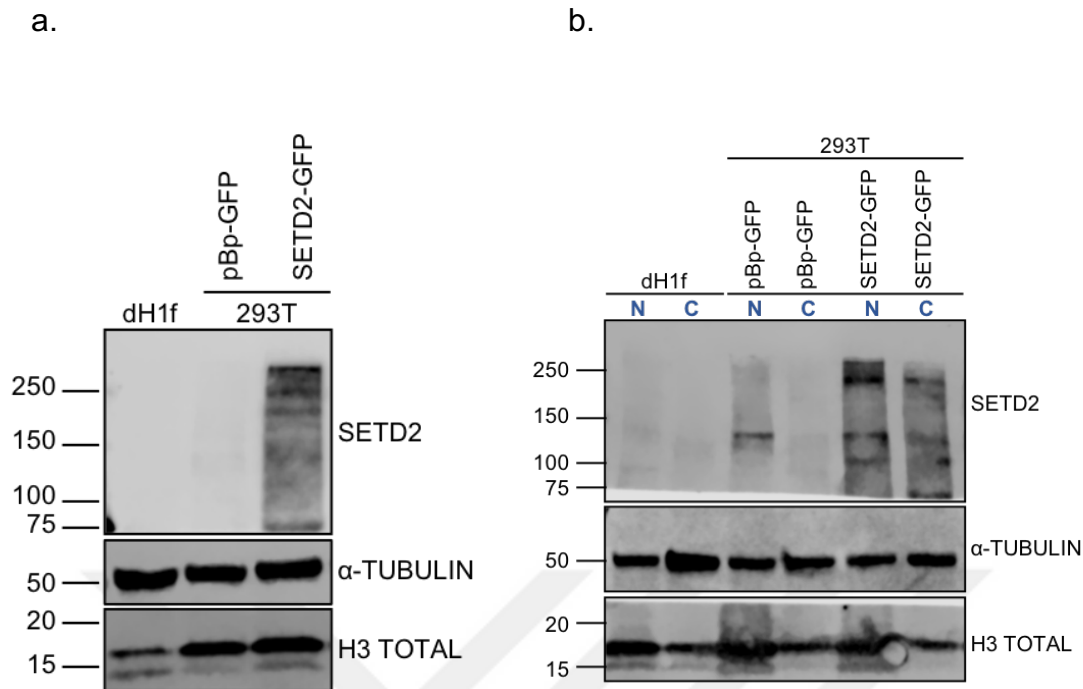 a.
pBp-GFP
SETD2-GFP
dH1f
293T
250
150
100
75
SETD2
50
α-TUBULIN
20
15
H3 TOTAL
b.
293T
pBp-GFP
pBp-GFP
SETD2-GFP
SETD2-GFP
dH1f
N C N C N C
250
150
100
75
SETD2
50
α-TUBULIN
20
15
H3 TOTAL